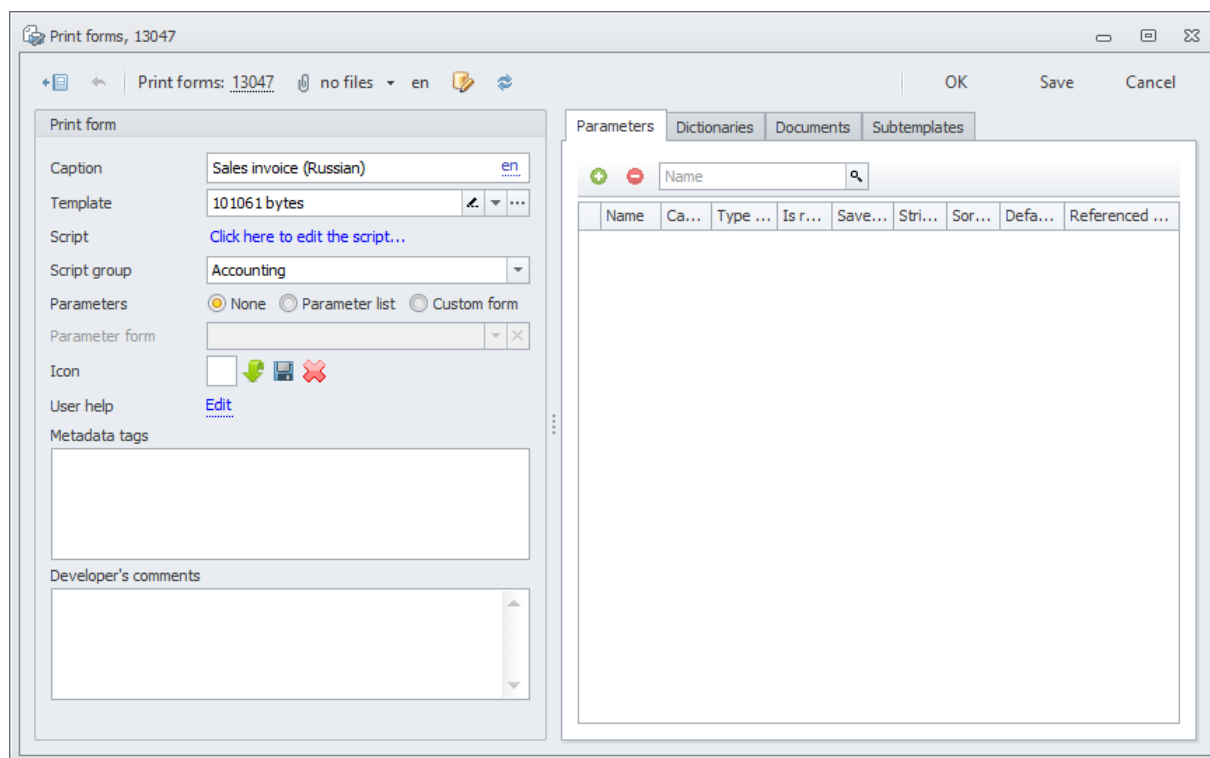 Print forms, 13047
Print forms: 13047 no files en OK Save Cancel
Print form
Caption Sales invoice (Russian) en
Template 101061 bytes
Script Click here to edit the script...
Script group Accounting
Parameters None Parameter list Custom form
Parameter form
Icon
User help Edit
Metadata tags
Developer's comments
Parameters Dictionaries Documents Subtemplates
Name
Name Ca... Type ... Is r... Save... Stri... Sor... Defa... Referenced ...